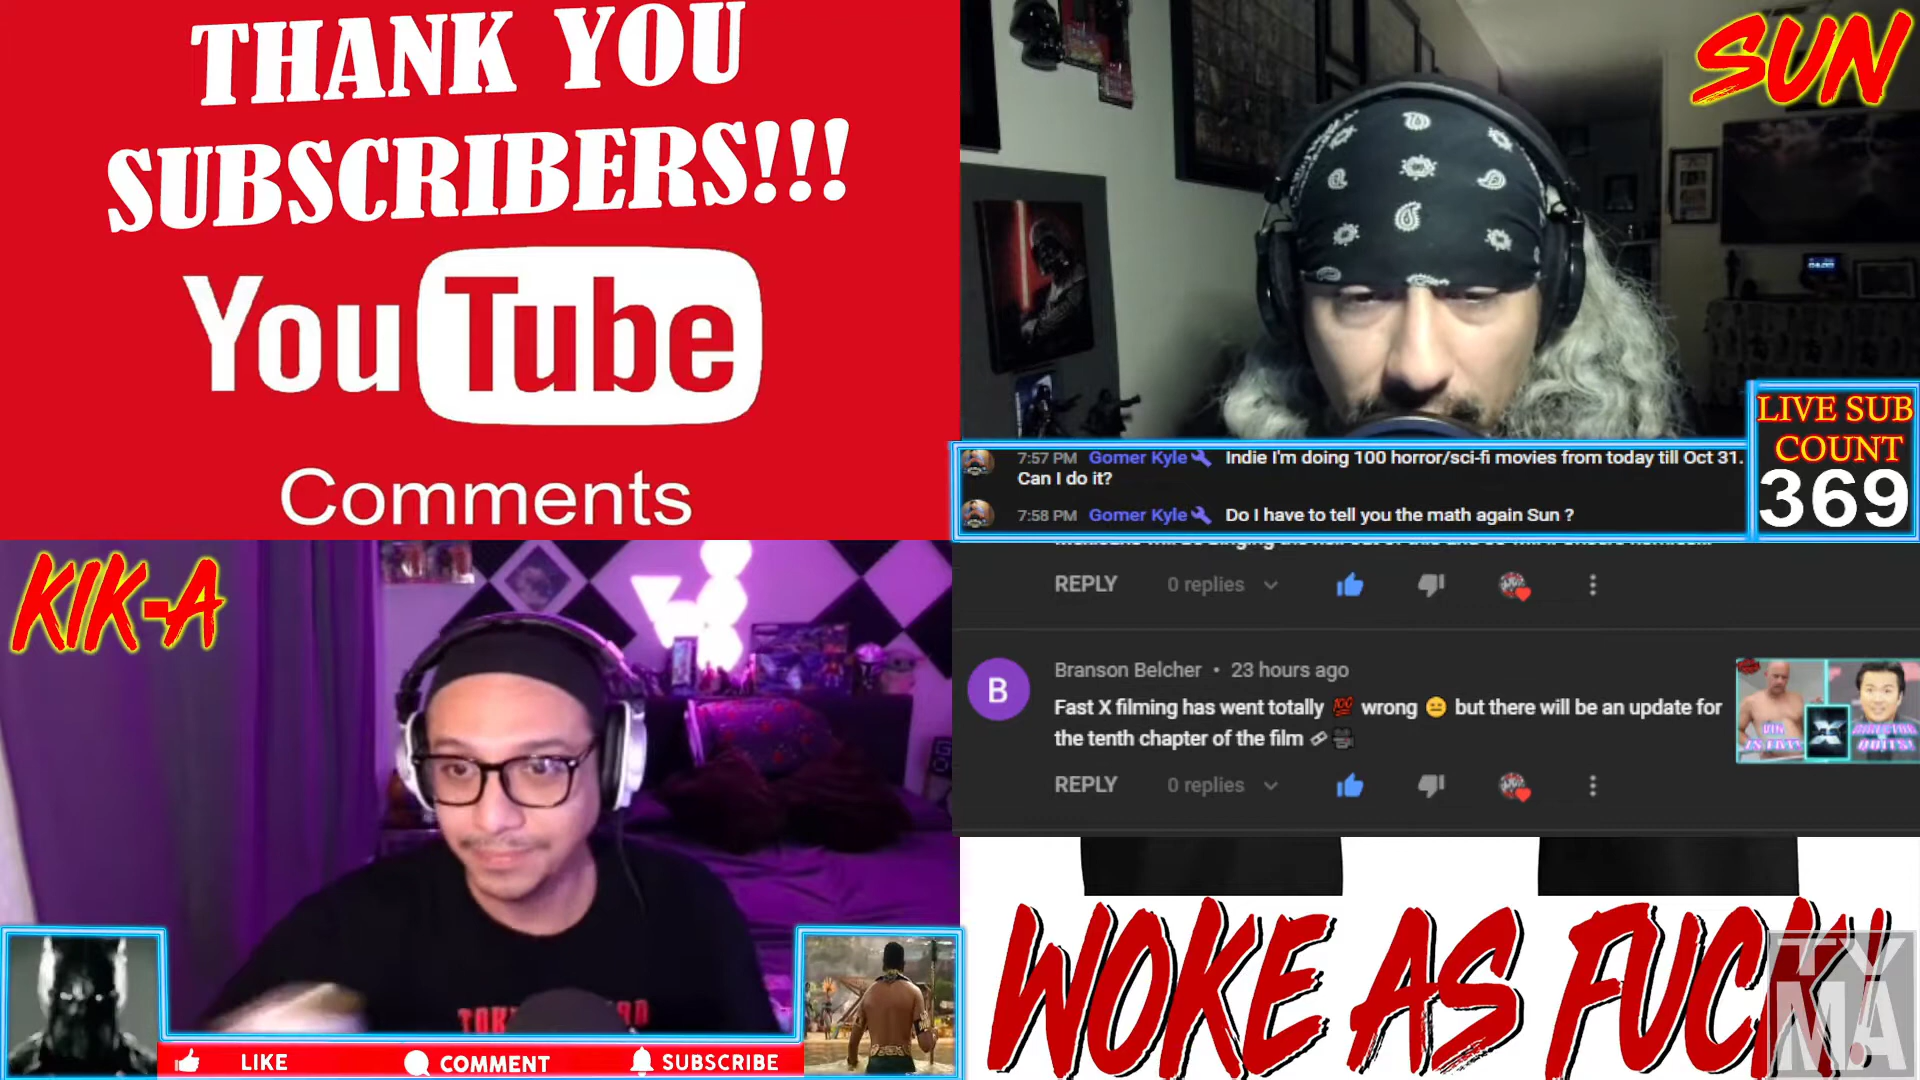 THANK YOU
SUBSCRIBERS!!!
YouTube
Comments
SUN
LIVE SUB
COUNT
369
7:57 PM Gomer Kyle Indie I'm doing 100 horror/sci-fi movies from today till Oct 31.
Can I do it?
7:58 PM Gomer Kyle Do I have to tell you the math again Sun ?
REPLY 0 replies
Branson Belcher • 23 hours ago
Fast X filming has went totally 💯 wrong 😑 but there will be an update for
the tenth chapter of the film 🔗 🎥
REPLY 0 replies
DIRECTOR
QUITS!
KIK-A
LIKE COMMENT SUBSCRIBE
WOKE AS FUCK!
TY
MA